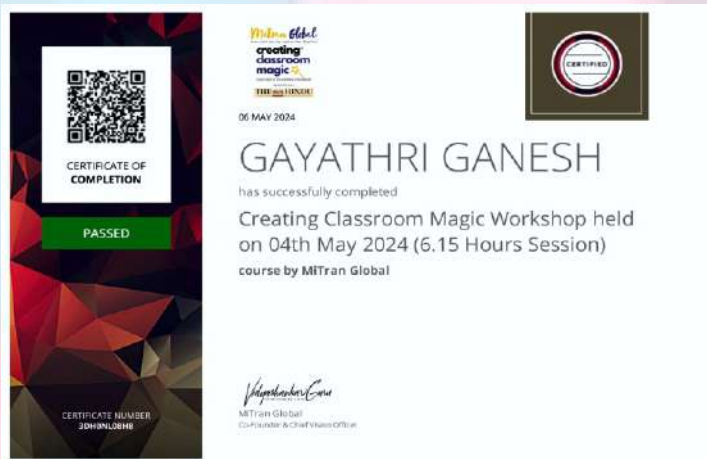 MiTran Global
creating
classroom
magic
THE HINDU
CERTIFIED
06 MAY 2024
CERTIFICATE OF
COMPLETION
PASSED
GAYATHRI GANESH
has successfully completed
Creating Classroom Magic Workshop held
on 04th May 2024 (6.15 Hours Session)
course by MiTran Global
MiTran Global
Co-Founder & Chief Vision Officer
CERTIFICATE NUMBER